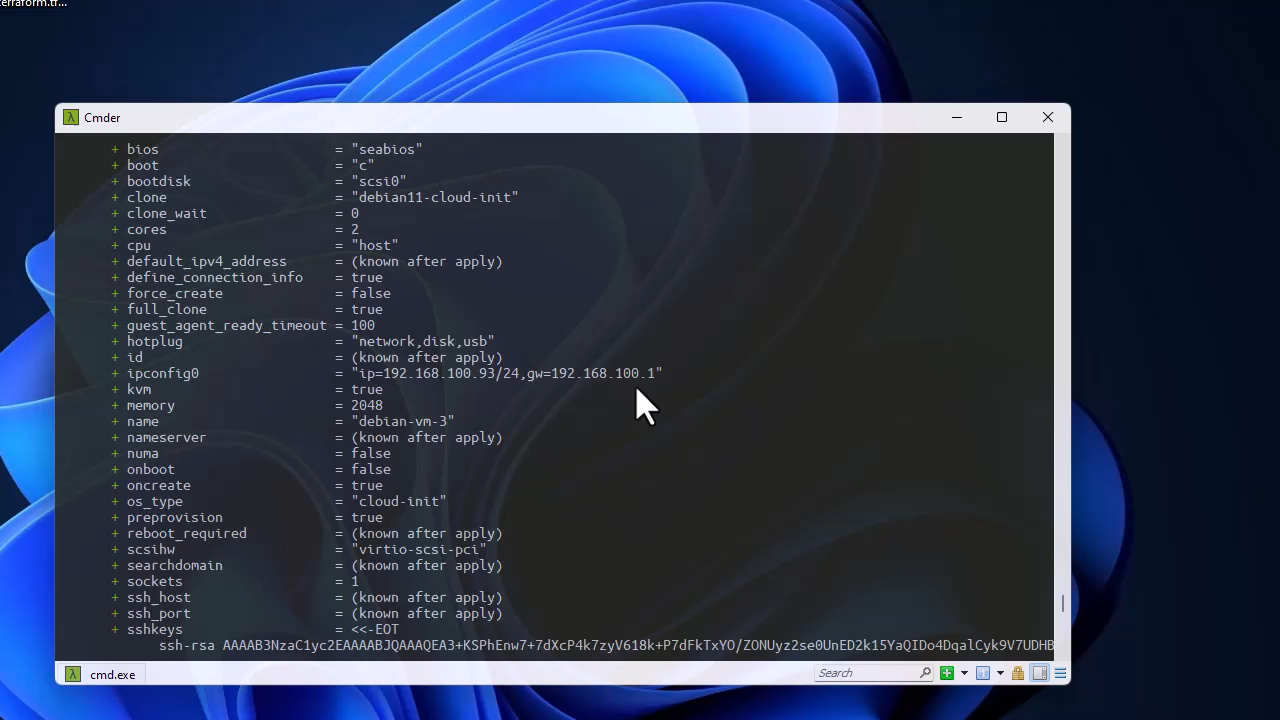 terraform.tf...
Cmder
+ bios = "seabios"
+ boot = "c"
+ bootdisk = "scsi0"
+ clone = "debian11-cloud-init"
+ clone_wait = 0
+ cores = 2
+ cpu = "host"
+ default_ipv4_address = (known after apply)
+ define_connection_info = true
+ force_create = false
+ full_clone = true
+ guest_agent_ready_timeout = 100
+ hotplug = "network,disk,usb"
+ id = (known after apply)
+ ipconfig0 = "ip=192.168.100.93/24,gw=192.168.100.1"
+ kvm = true
+ memory = 2048
+ name = "debian-vm-3"
+ nameserver = (known after apply)
+ numa = false
+ onboot = false
+ oncreate = true
+ os_type = "cloud-init"
+ preprovision = true
+ reboot_required = (known after apply)
+ scsihw = "virtio-scsi-pci"
+ searchdomain = (known after apply)
+ sockets = 1
+ ssh_host = (known after apply)
+ ssh_port = (known after apply)
+ sshkeys = <<-EOT
ssh-rsa AAAAB3NzaC1yc2EAAAABJQAAAQEA3+KSPhEnw7+7dXcP4k7zyV618k+P7dFkTxYO/ZONUyz2se0UnED2k15YaQIDo4DqalCyk9V7UDHB
cmd.exe
Search